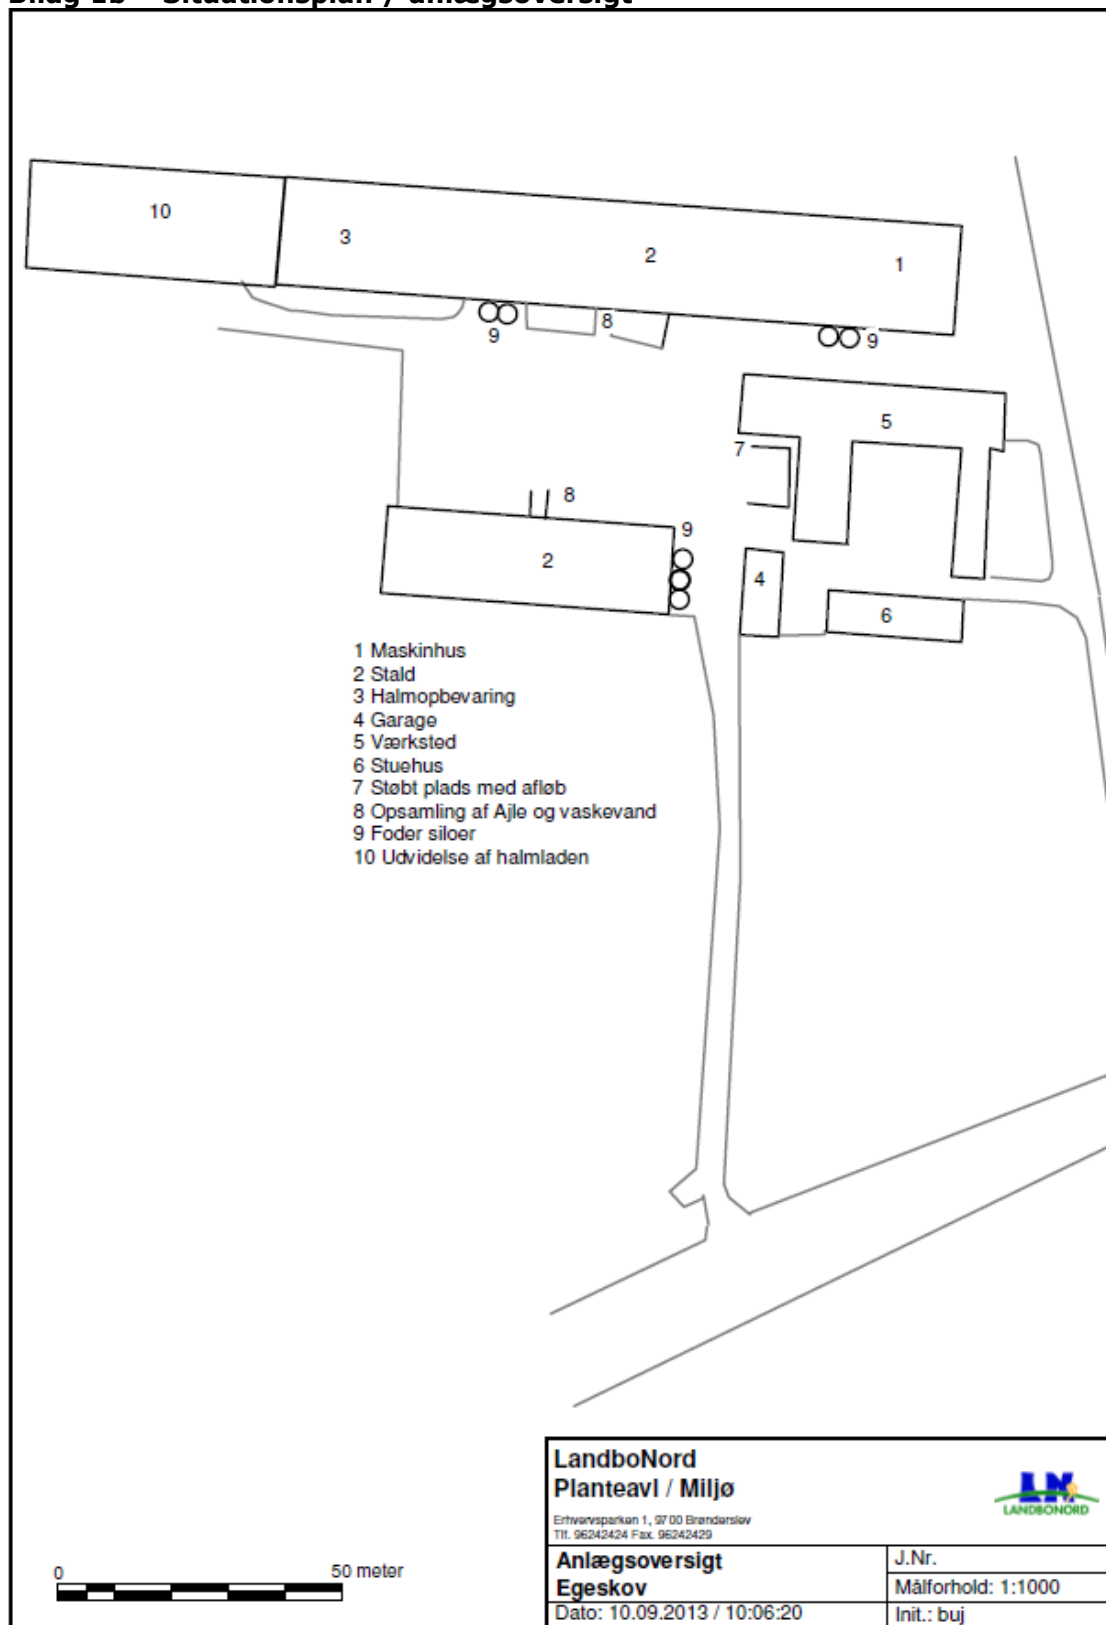 Bilag 1b - Situationsplan / anlægsoversigt
10
3
2
1
9
8
9
5
7
8
9
2
4
6
1 Maskinhus
2 Stald
3 Halmopbevaring
4 Garage
5 Værksted
6 Stuehus
7 Støbt plads med afløb
8 Opsamling af Ajle og vaskevand
9 Foder siloer
10 Udvidelse af halmladen
LandboNord
Planteavl / Miljø
Erhvervsparken 1, 9700 Brønderslev
Tlf. 96242424 Fax. 96242429
LN
LANDBONORD
0
50 meter
Anlægsoversigt
Egeskov
J.Nr.
Målforhold: 1:1000
Dato: 10.09.2013 / 10:06:20
Init.: buj